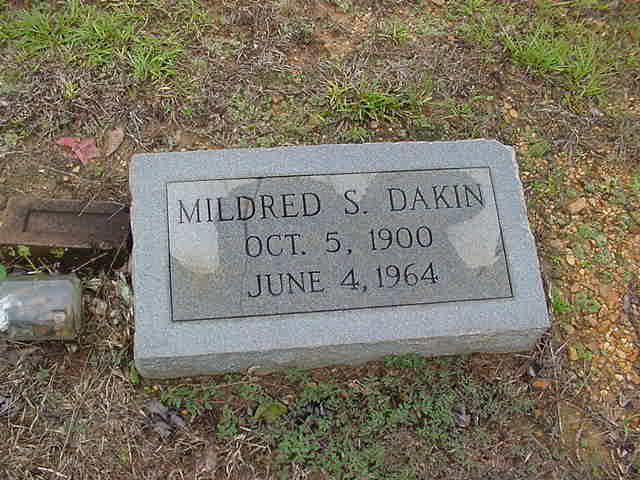 MILDRED S. DAKIN
OCT. 5, 1900
JUNE 4, 1964